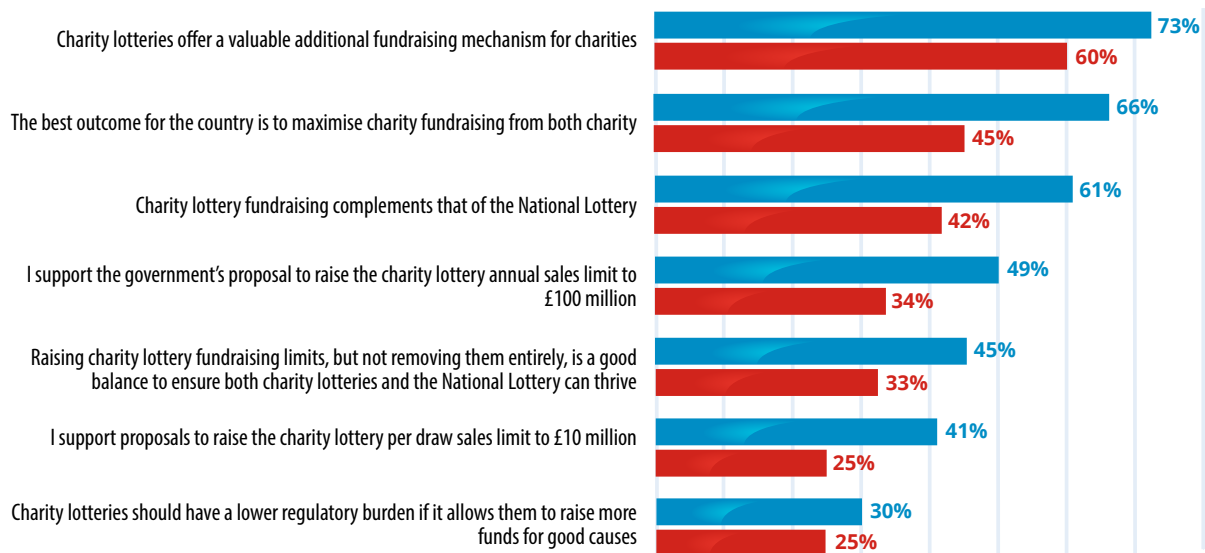 Charity lotteries offer a valuable additional fundraising mechanism for charities
73%
60%
The best outcome for the country is to maximise charity fundraising from both charity
66%
45%
Charity lottery fundraising complements that of the National Lottery
61%
42%
I support the government’s proposal to raise the charity lottery annual sales limit to
£100 million
49%
34%
Raising charity lottery fundraising limits, but not removing them entirely, is a good
balance to ensure both charity lotteries and the National Lottery can thrive
45%
33%
I support proposals to raise the charity lottery per draw sales limit to £10 million
41%
25%
Charity lotteries should have a lower regulatory burden if it allows them to raise more
funds for good causes
30%
25%